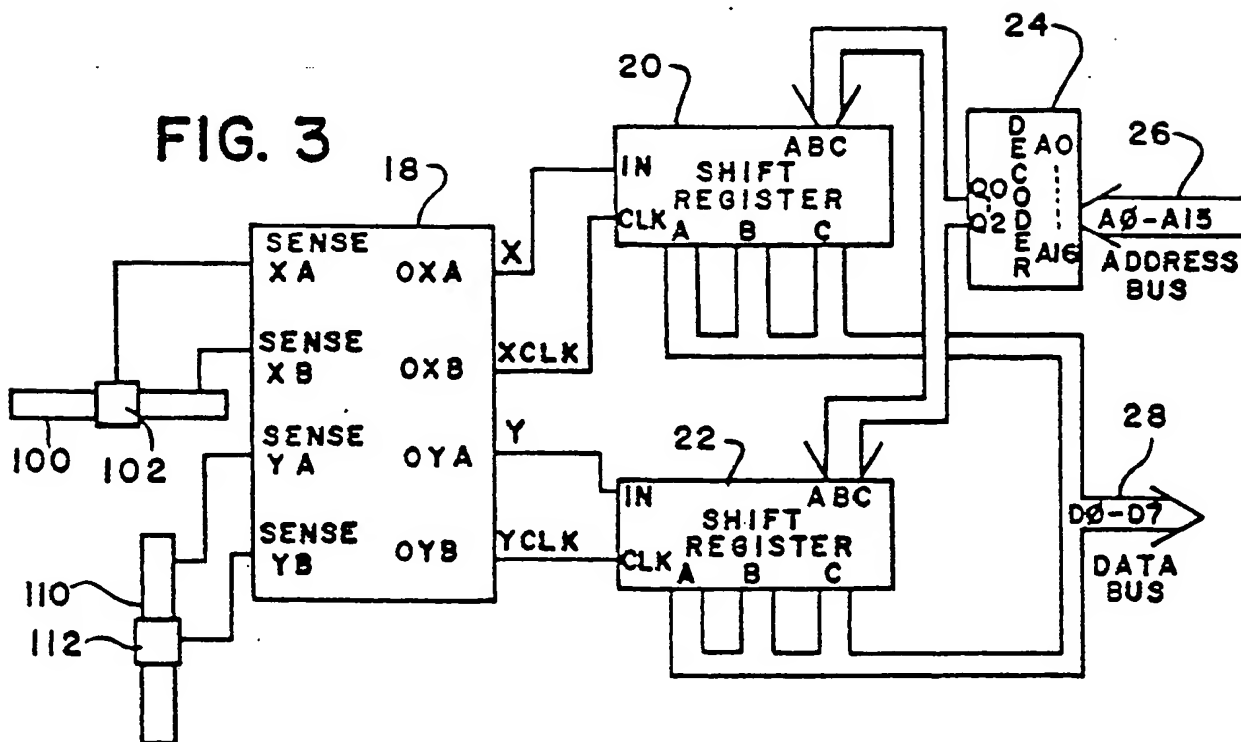 FIG. 3
18
SENSE XA
SENSE XB
SENSE YA
SENSE YB
OXA
OXB
OYA
OYB
X
XCLK
Y
YCLK
100
102
110
112
20
IN
CLK
ABC
SHIFT
REGISTER
A B C
22
IN
CLK
ABC
SHIFT
REGISTER
A B C
24
DECODER
Q0
Q2
A0
A16
26
AØ-A15
ADDRESS
BUS
28
DØ-D7
DATA
BUS